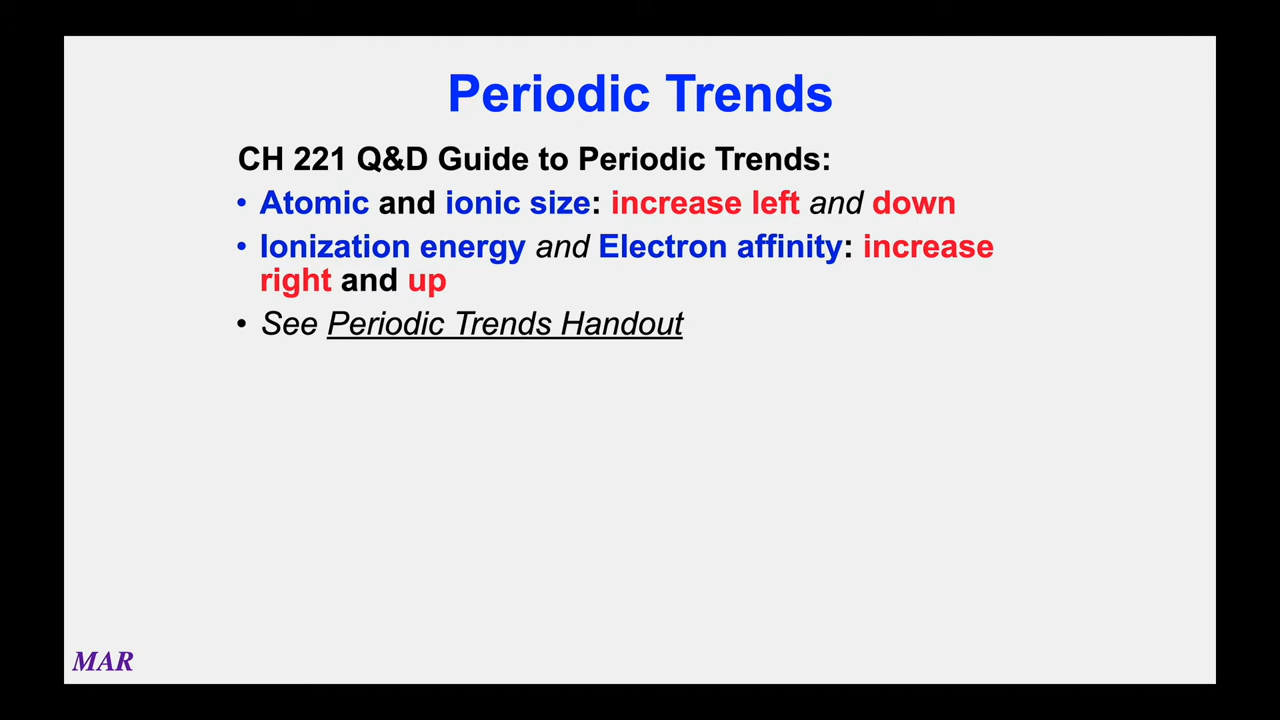 Periodic Trends
CH 221 Q&D Guide to Periodic Trends:
• Atomic and ionic size: increase left and down
• Ionization energy and Electron affinity: increase
right and up
• See Periodic Trends Handout
MAR